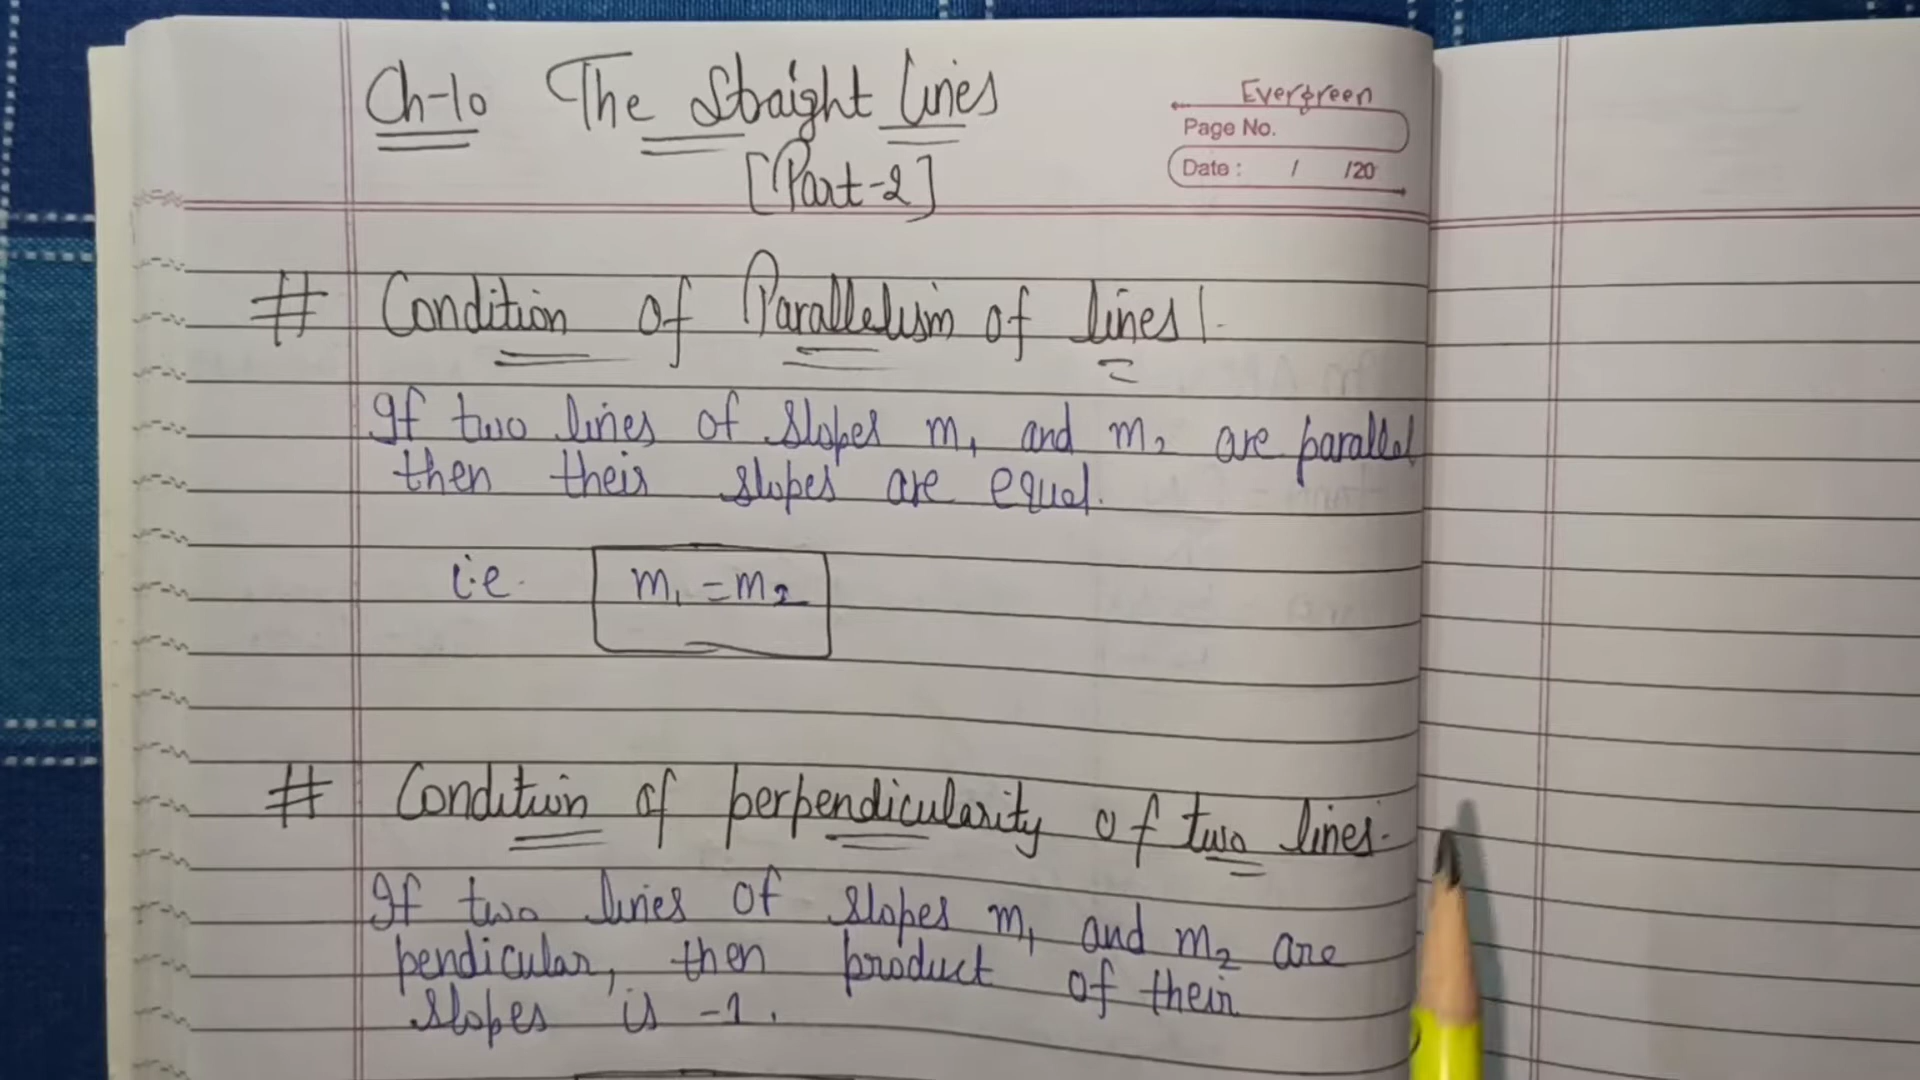 Ch-10 The Straight Lines
[Part-2]
Evergreen
Page No.
Date : / /20
# Condition of Parallelism of lines!-
If two lines of slopes m₁ and m₂ are parallel
then their slopes are equal.
i.e. m₁ = m₂
# Condition of perpendicularity of two lines.
If two lines of slopes m₁ and m₂ are
pendicular, then product of their
slopes is -1.